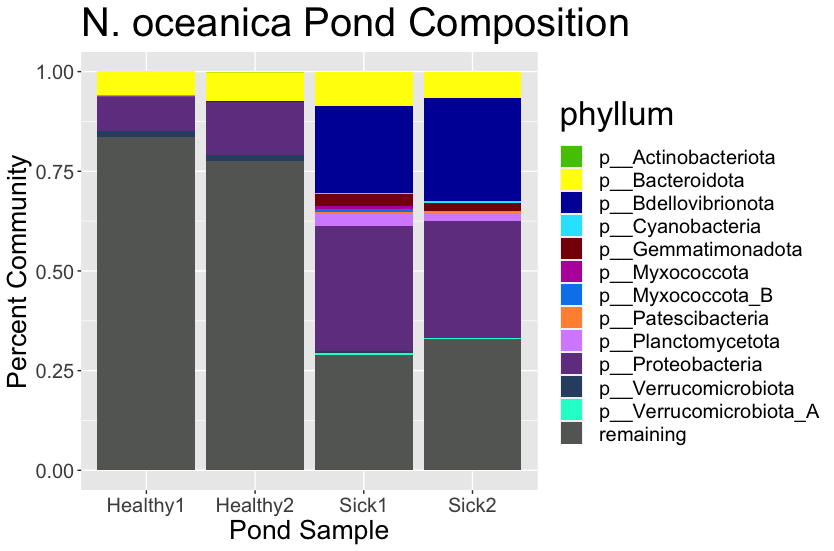 N. oceanica Pond Composition
Percent Community
1.00
0.75
0.50
0.25
0.00
Healthy1
Healthy2
Sick1
Sick2
Pond Sample
phyllum
p__Actinobacteriota
p__Bacteroidota
p__Bdellovibrionota
p__Cyanobacteria
p__Gemmatimonadota
p__Myxococcota
p__Myxococcota_B
p__Patescibacteria
p__Planctomycetota
p__Proteobacteria
p__Verrucomicrobiota
p__Verrucomicrobiota_A
remaining